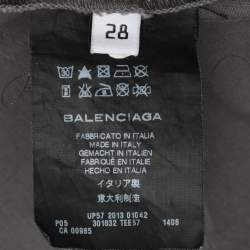 28
BALENCIAGA
FABBRICATO IN ITALIA
MADE IN ITALY
GEMACHT IN ITALIEN
FABRIQUÉ EN ITALIE
HECHO EN ITALIA
イタリア製
意大利制造
UP57 2013 01042
P05 301832 TEE57 1408
CA 00985